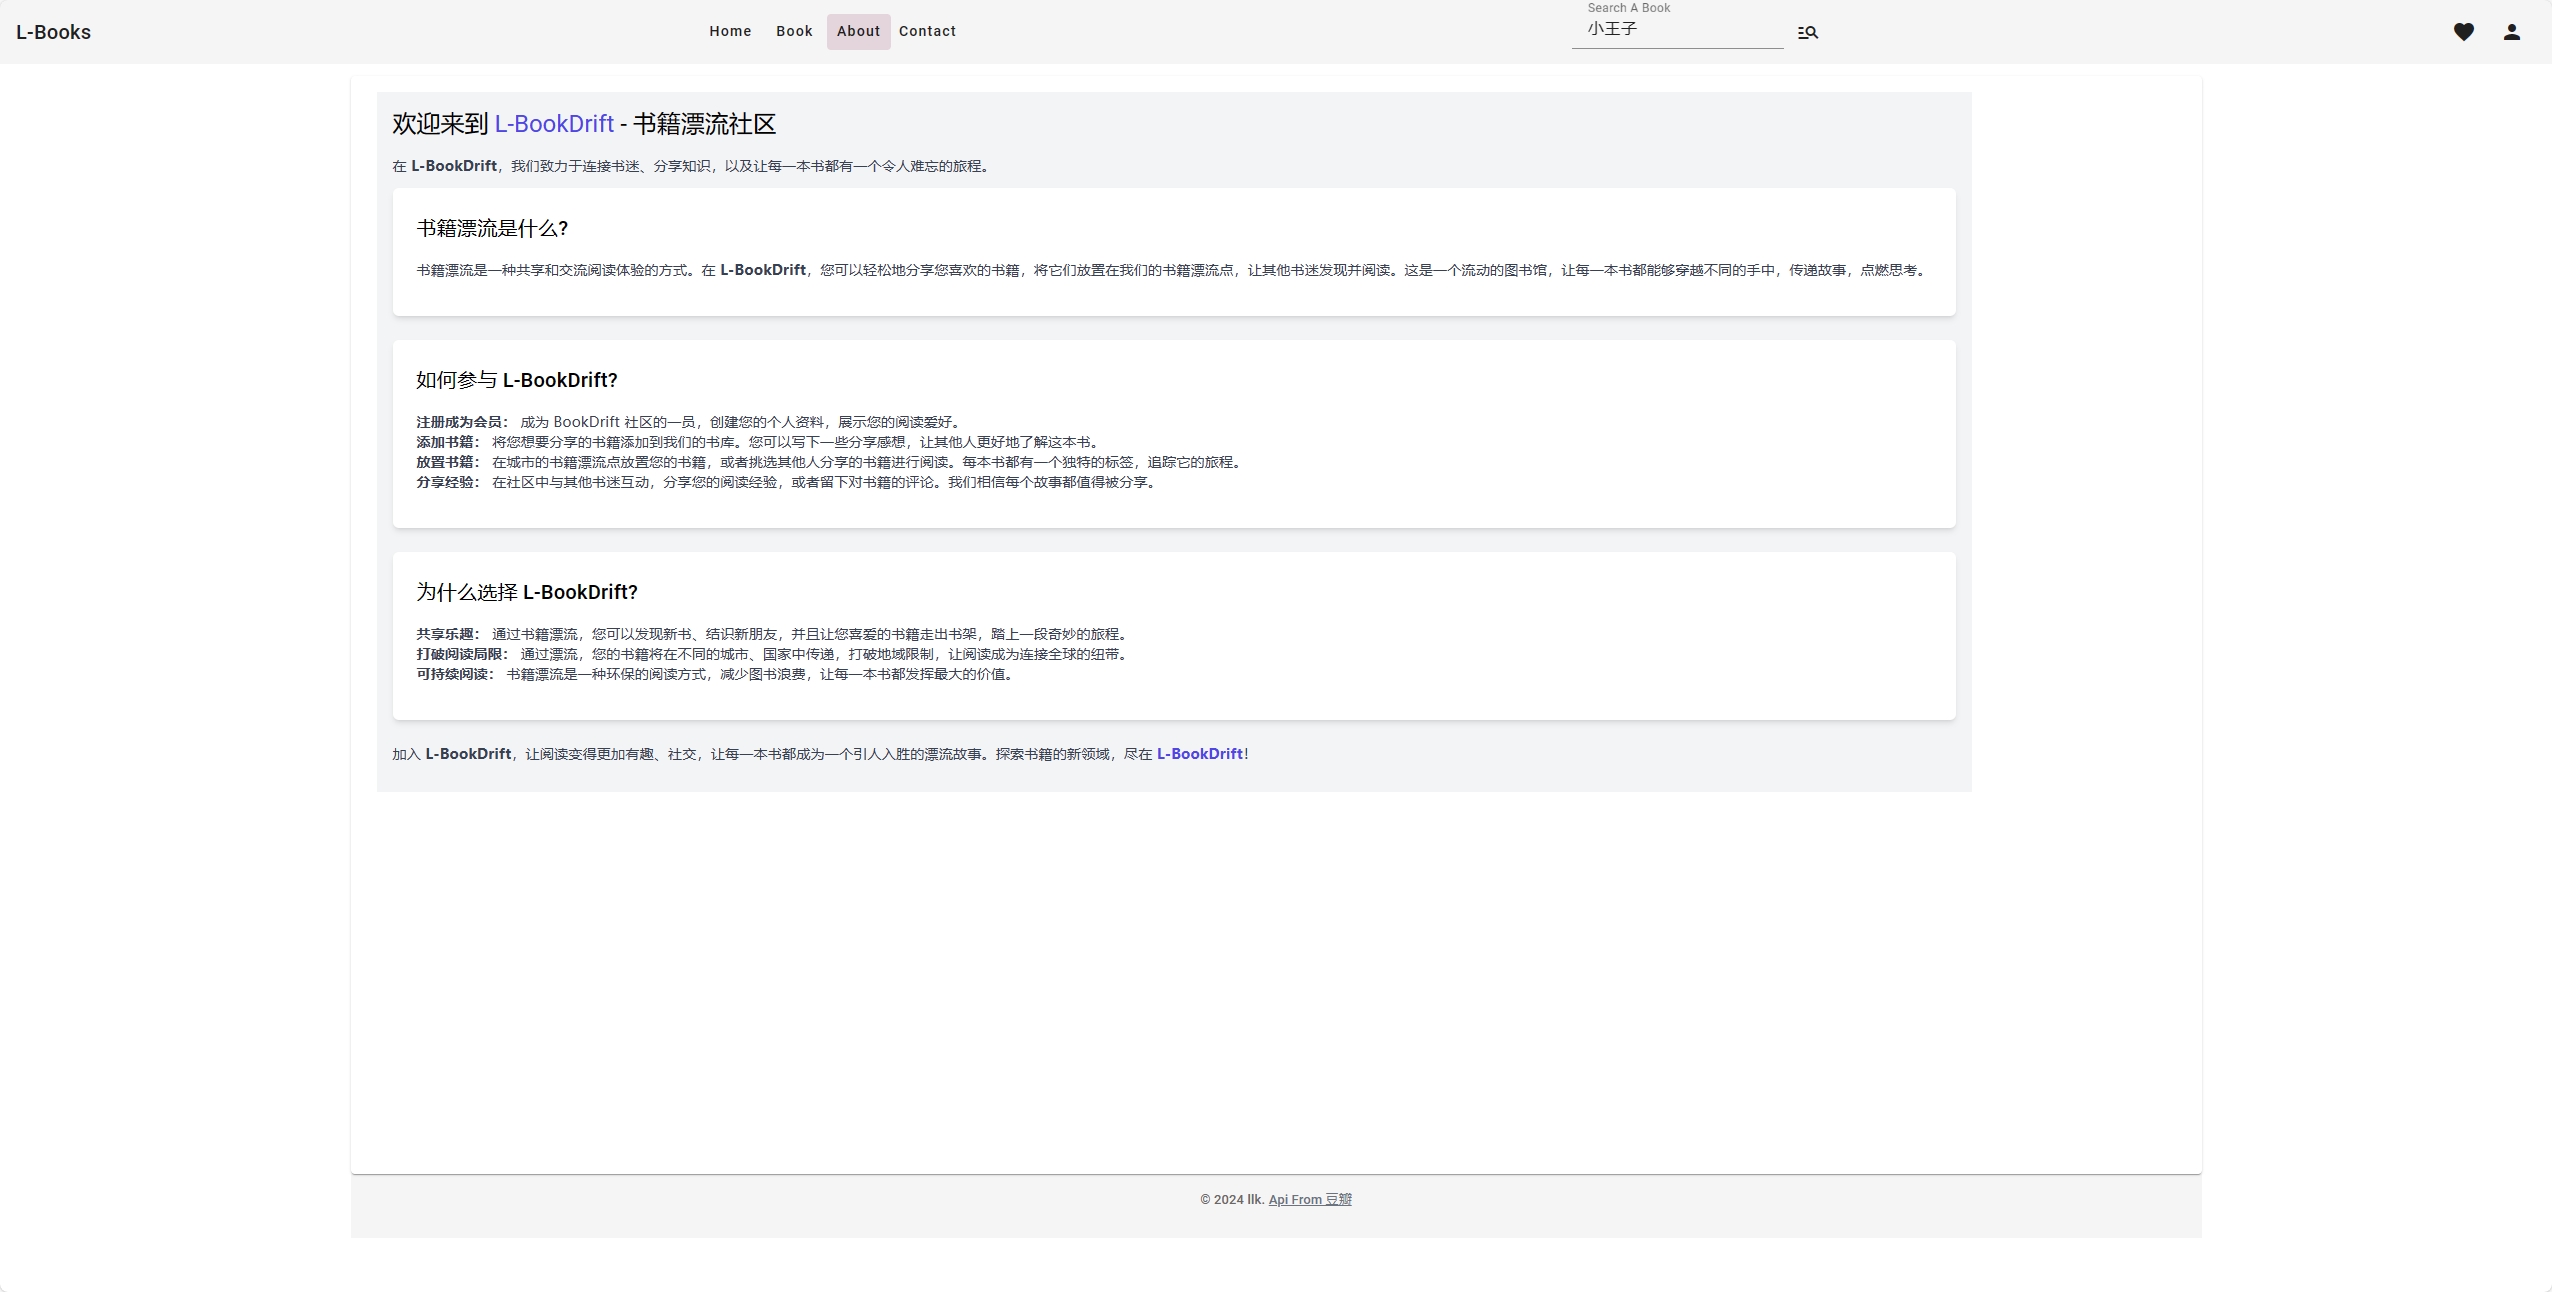 L-Books
Home Book About Contact
Search A Book
小王子
欢迎来到 L-BookDrift - 书籍漂流社区
在 L-BookDrift，我们致力于连接书迷、分享知识，以及让每一本书都有一个令人难忘的旅程。
书籍漂流是什么?
书籍漂流是一种共享和交流阅读体验的方式。在 L-BookDrift，您可以轻松地分享您喜欢的书籍，将它们放置在我们的书籍漂流点，让其他书迷发现并阅读。这是一个流动的图书馆，让每一本书都能够穿越不同的手中，传递故事，点燃思考。
如何参与 L-BookDrift?
注册成为会员： 成为 BookDrift 社区的一员，创建您的个人资料，展示您的阅读爱好。
添加书籍： 将您想要分享的书籍添加到我们的书库。您可以写下一些分享感想，让其他人更好地了解这本书。
放置书籍： 在城市的书籍漂流点放置您的书籍，或者挑选其他人分享的书籍进行阅读。每本书都有一个独特的标签，追踪它的旅程。
分享经验： 在社区中与其他书迷互动，分享您的阅读经验，或者留下对书籍的评论。我们相信每个故事都值得被分享。
为什么选择 L-BookDrift?
共享乐趣： 通过书籍漂流，您可以发现新书、结识新朋友，并且让您喜爱的书籍走出书架，踏上一段奇妙的旅程。
打破阅读局限： 通过漂流，您的书籍将在不同的城市、国家中传递，打破地域限制，让阅读成为连接全球的纽带。
可持续阅读： 书籍漂流是一种环保的阅读方式，减少图书浪费，让每一本书都发挥最大的价值。
加入 L-BookDrift，让阅读变得更加有趣、社交，让每一本书都成为一个引人入胜的漂流故事。探索书籍的新领域，尽在 L-BookDrift！
© 2024 llk. Api From 豆瓣